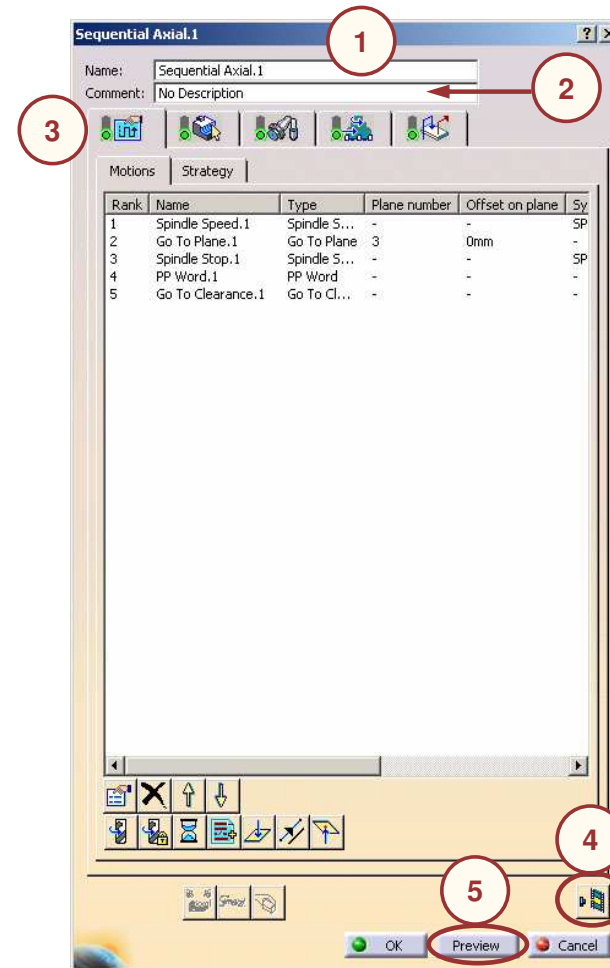 Sequential Axial.1
1
Name: Sequential Axial.1
Comment: No Description
2
3
Motions Strategy
Rank Name Type Plane number Offset on plane Sy
1 Spindle Speed.1 Spindle S... - - SP
2 Go To Plane.1 Go To Plane 3 0mm -
3 Spindle Stop.1 Spindle S... - - SP
4 PP Word.1 PP Word - - -
5 Go To Clearance.1 Go To Cl... - - -
4
5
OK Preview Cancel